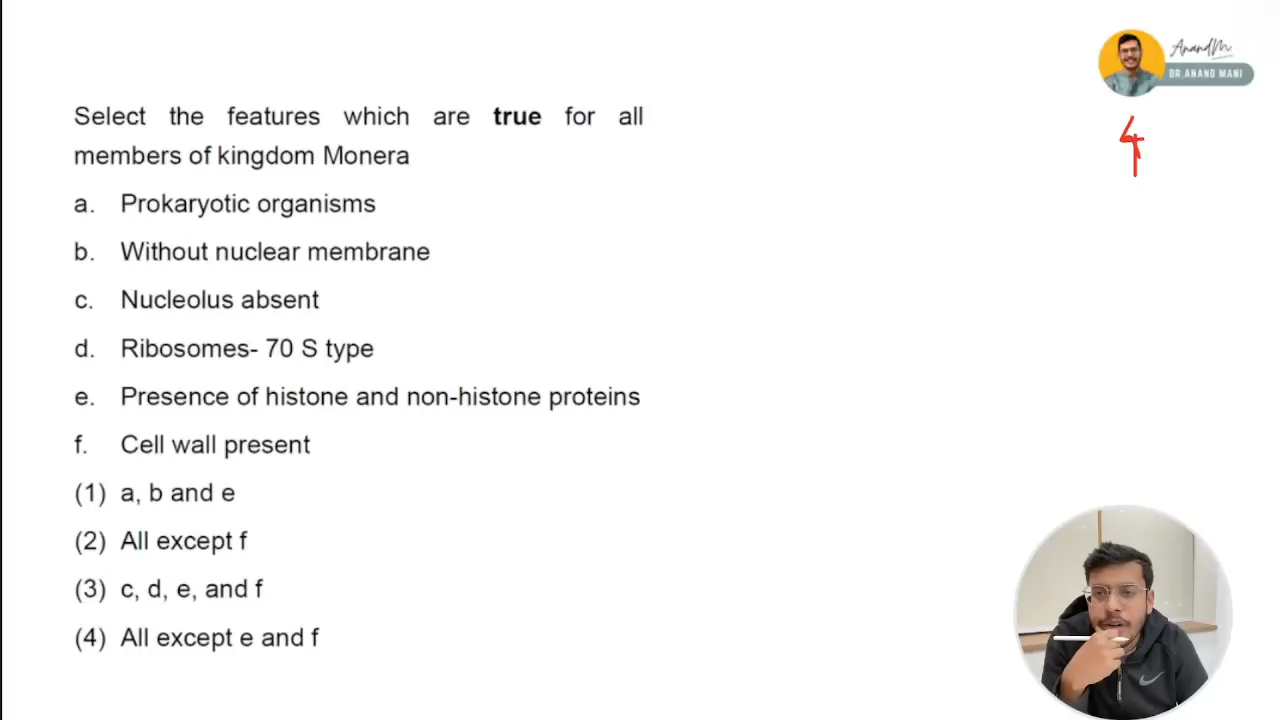 AnandM.
DR.ANAND MANI
4
Select the features which are true for all
members of kingdom Monera
a. Prokaryotic organisms
b. Without nuclear membrane
c. Nucleolus absent
d. Ribosomes- 70 S type
e. Presence of histone and non-histone proteins
f. Cell wall present
(1) a, b and e
(2) All except f
(3) c, d, e, and f
(4) All except e and f